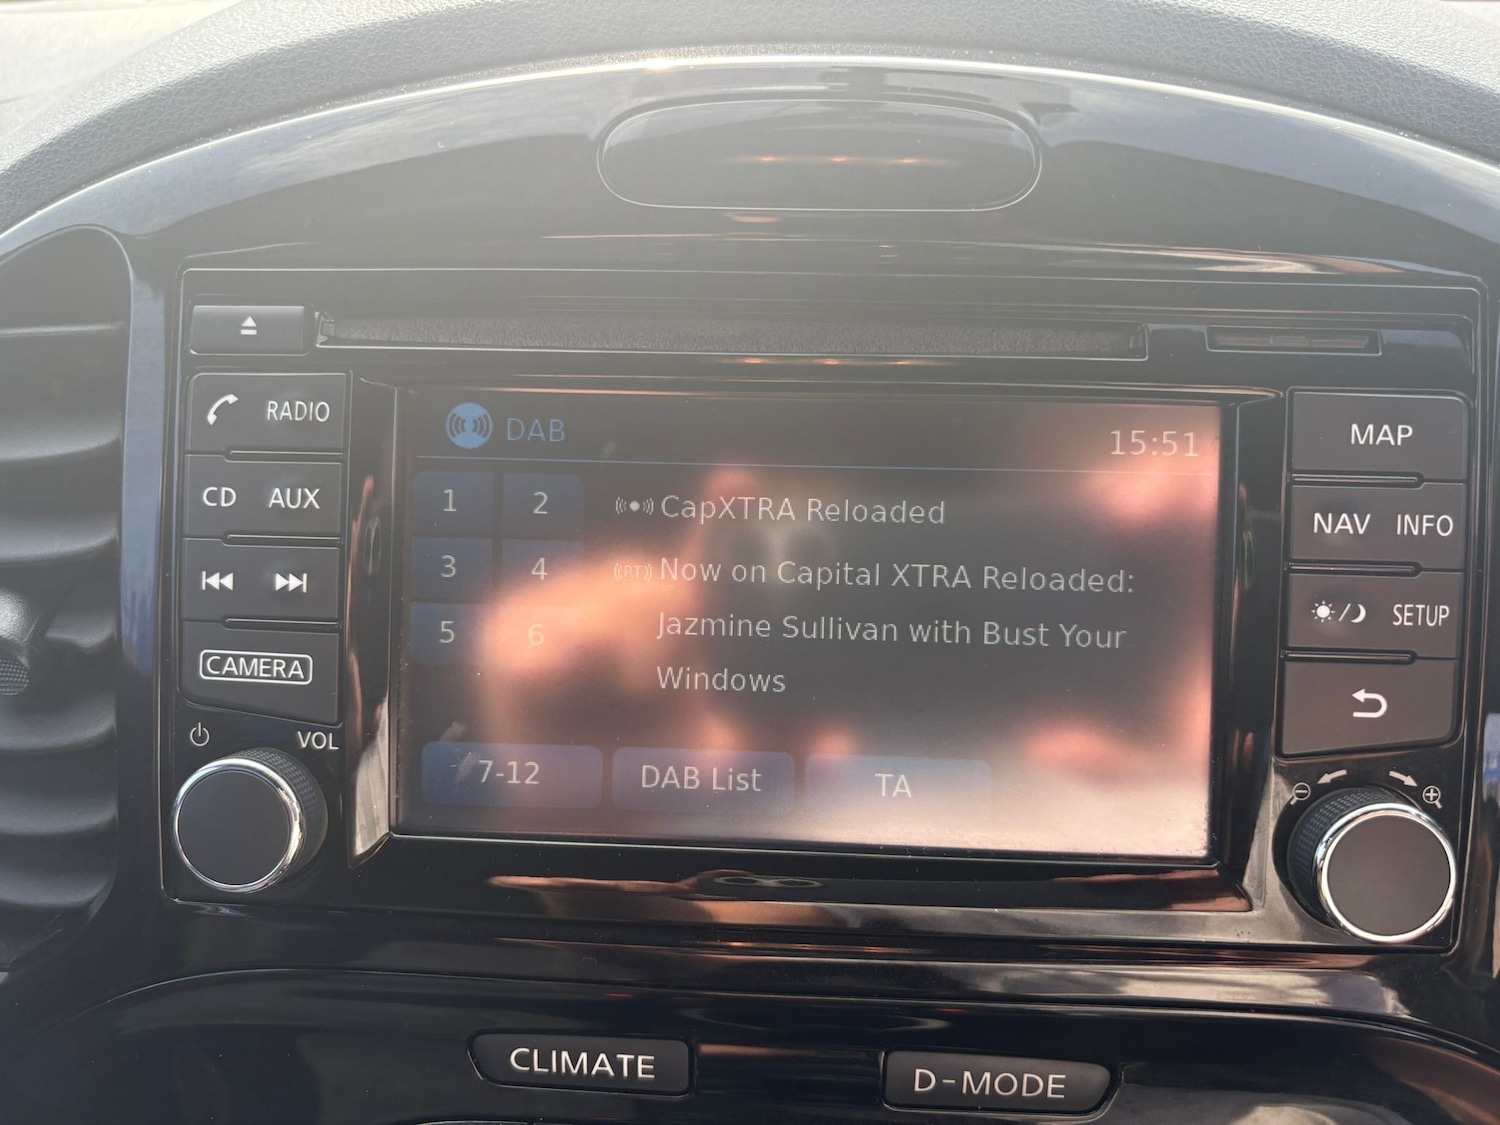 RADIO
CD AUX
CAMERA
VOL
DAB
15:51
1 2
3 4
5 6
CapXTRA Reloaded
((RT)) Now on Capital XTRA Reloaded:
Jazmine Sullivan with Bust Your
Windows
7-12
DAB List
TA
MAP
NAV INFO
SETUP
CLIMATE
D-MODE